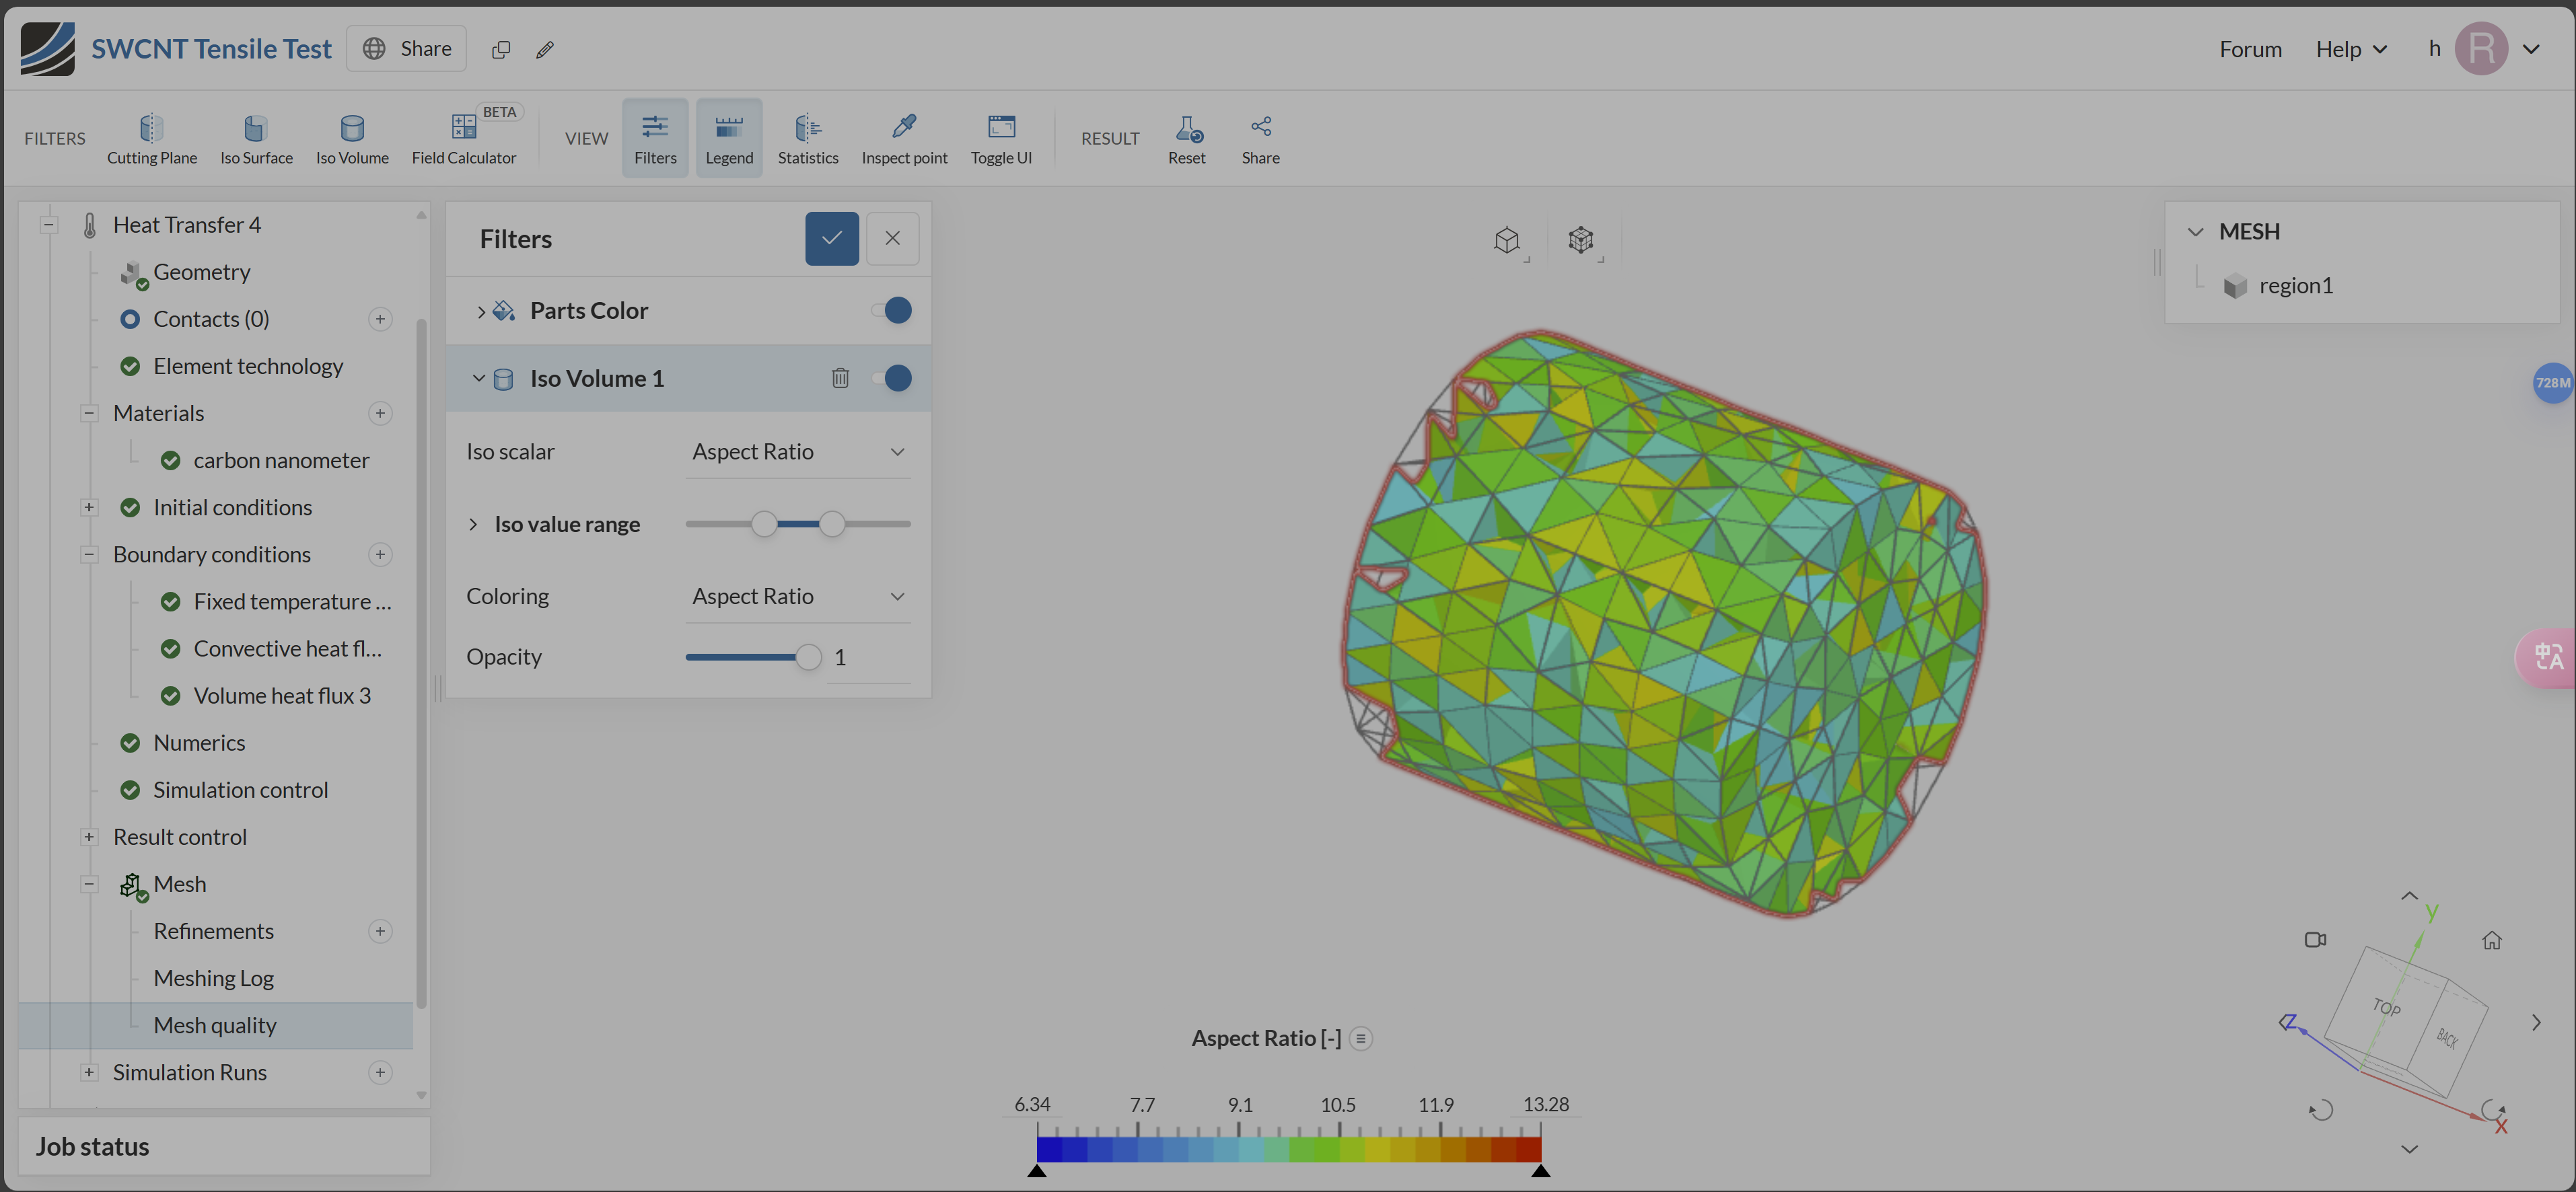 SWCNT Tensile Test
Share
Forum
Help
h
R
FILTERS
Cutting Plane
Iso Surface
Iso Volume
BETA
Field Calculator
VIEW
Filters
Legend
Statistics
Inspect point
Toggle UI
RESULT
Reset
Share
Heat Transfer 4
Geometry
Contacts (0)
Element technology
Materials
carbon nanometer
Initial conditions
Boundary conditions
Fixed temperature ...
Convective heat fl...
Volume heat flux 3
Numerics
Simulation control
Result control
Mesh
Refinements
Meshing Log
Mesh quality
Simulation Runs
Job status
Filters
Parts Color
Iso Volume 1
Iso scalar
Aspect Ratio
Iso value range
Coloring
Aspect Ratio
Opacity
1
MESH
region1
728M
中A
Aspect Ratio [-]
6.34 7.7 9.1 10.5 11.9 13.28
y
TOP
BACK
Z
X